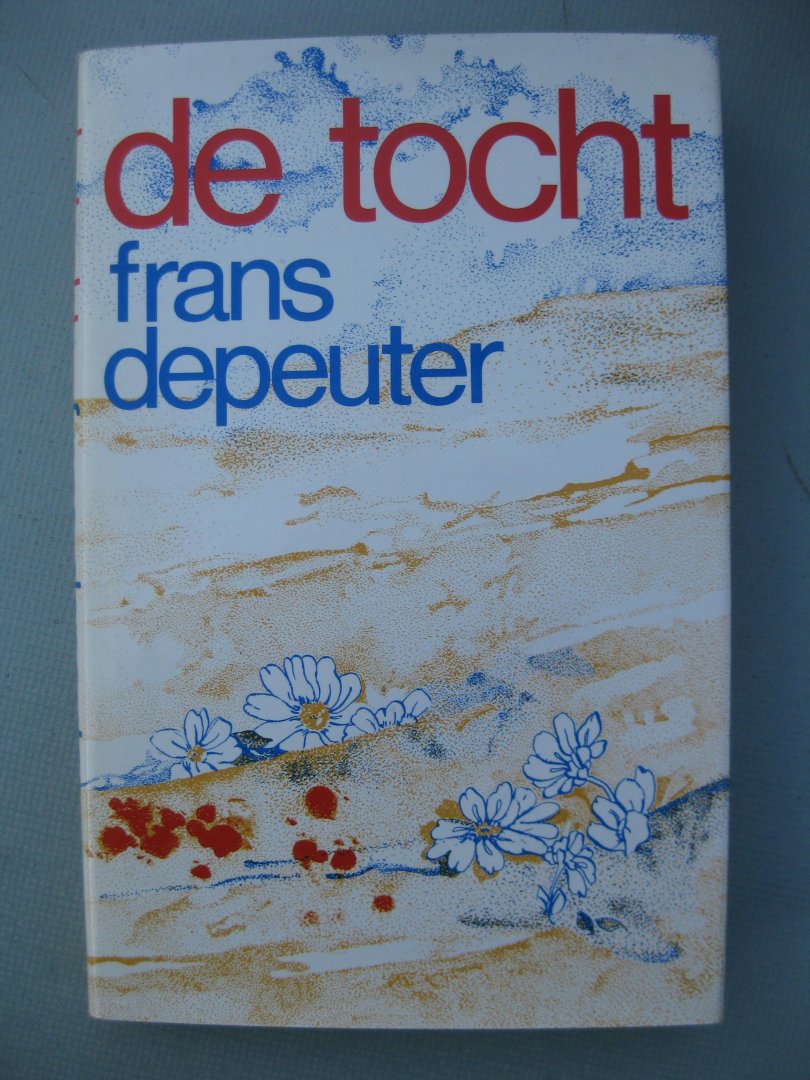 de tocht
frans
depeuter